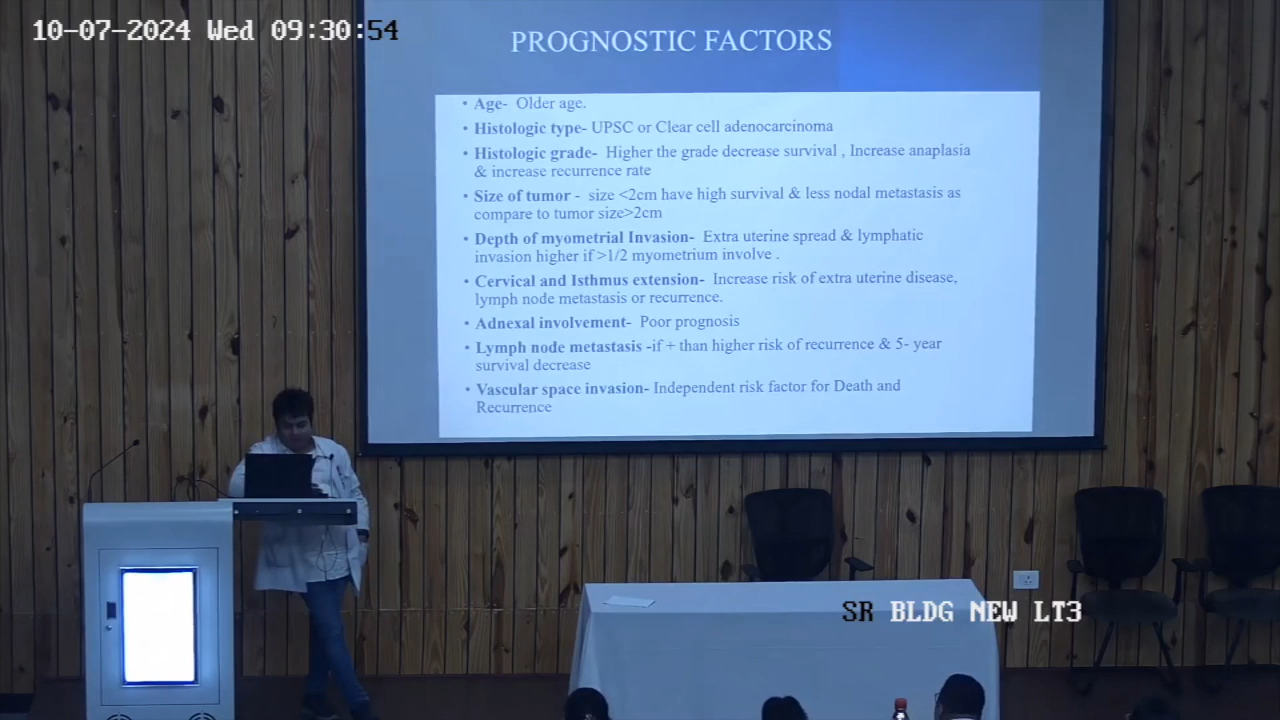 10-07-2024 Wed 09:30:54
PROGNOSTIC FACTORS
• Age- Older age.
• Histologic type- UPSC or Clear cell adenocarcinoma
• Histologic grade- Higher the grade decrease survival , Increase anaplasia
& increase recurrence rate
• Size of tumor - size <2cm have high survival & less nodal metastasis as
compare to tumor size>2cm
• Depth of myometrial Invasion- Extra uterine spread & lymphatic
invasion higher if >1/2 myometrium involve .
• Cervical and Isthmus extension- Increase risk of extra uterine disease,
lymph node metastasis or recurrence.
• Adnexal involvement- Poor prognosis
• Lymph node metastasis -if + than higher risk of recurrence & 5- year
survival decrease
• Vascular space invasion- Independent risk factor for Death and
Recurrence
SR BLDG NEW LT3